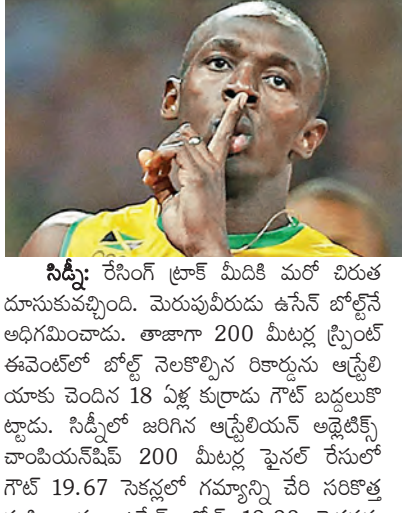 సిడ్నీ: రేసింగ్ ట్రాక్ మీదికి మరో చిరుత
దూసుకువచ్చింది. మెరుపువీరుడు ఉసేన్ బోల్ట్‌నే
అధిగమించాడు. తాజాగా 200 మీటర్ల స్ప్రింట్
ఈవెంట్‌లో బోల్ట్ నెలకొల్పిన రికార్డును ఆస్ట్రేలి
యాకు చెందిన 18 ఏళ్ల కుర్రాడు గౌట్ బద్దలుకొ
ట్టాడు. సిడ్నీలో జరిగిన ఆస్ట్రేలియన్ అథ్లెటిక్స్
చాంపియన్‌షిప్ 200 మీటర్ల ఫైనల్ రేసులో
గౌట్ 19.67 సెకన్లలో గమ్యాన్ని చేరి సరికొత్త